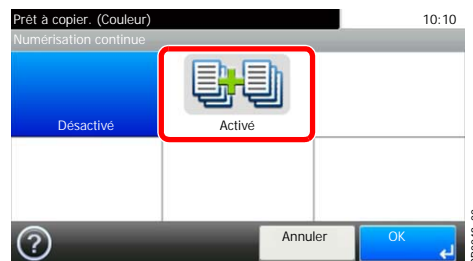 Prêt à copier. (Couleur) 10:10
Numérisation continue
Désactivé Activé
? Annuler OK